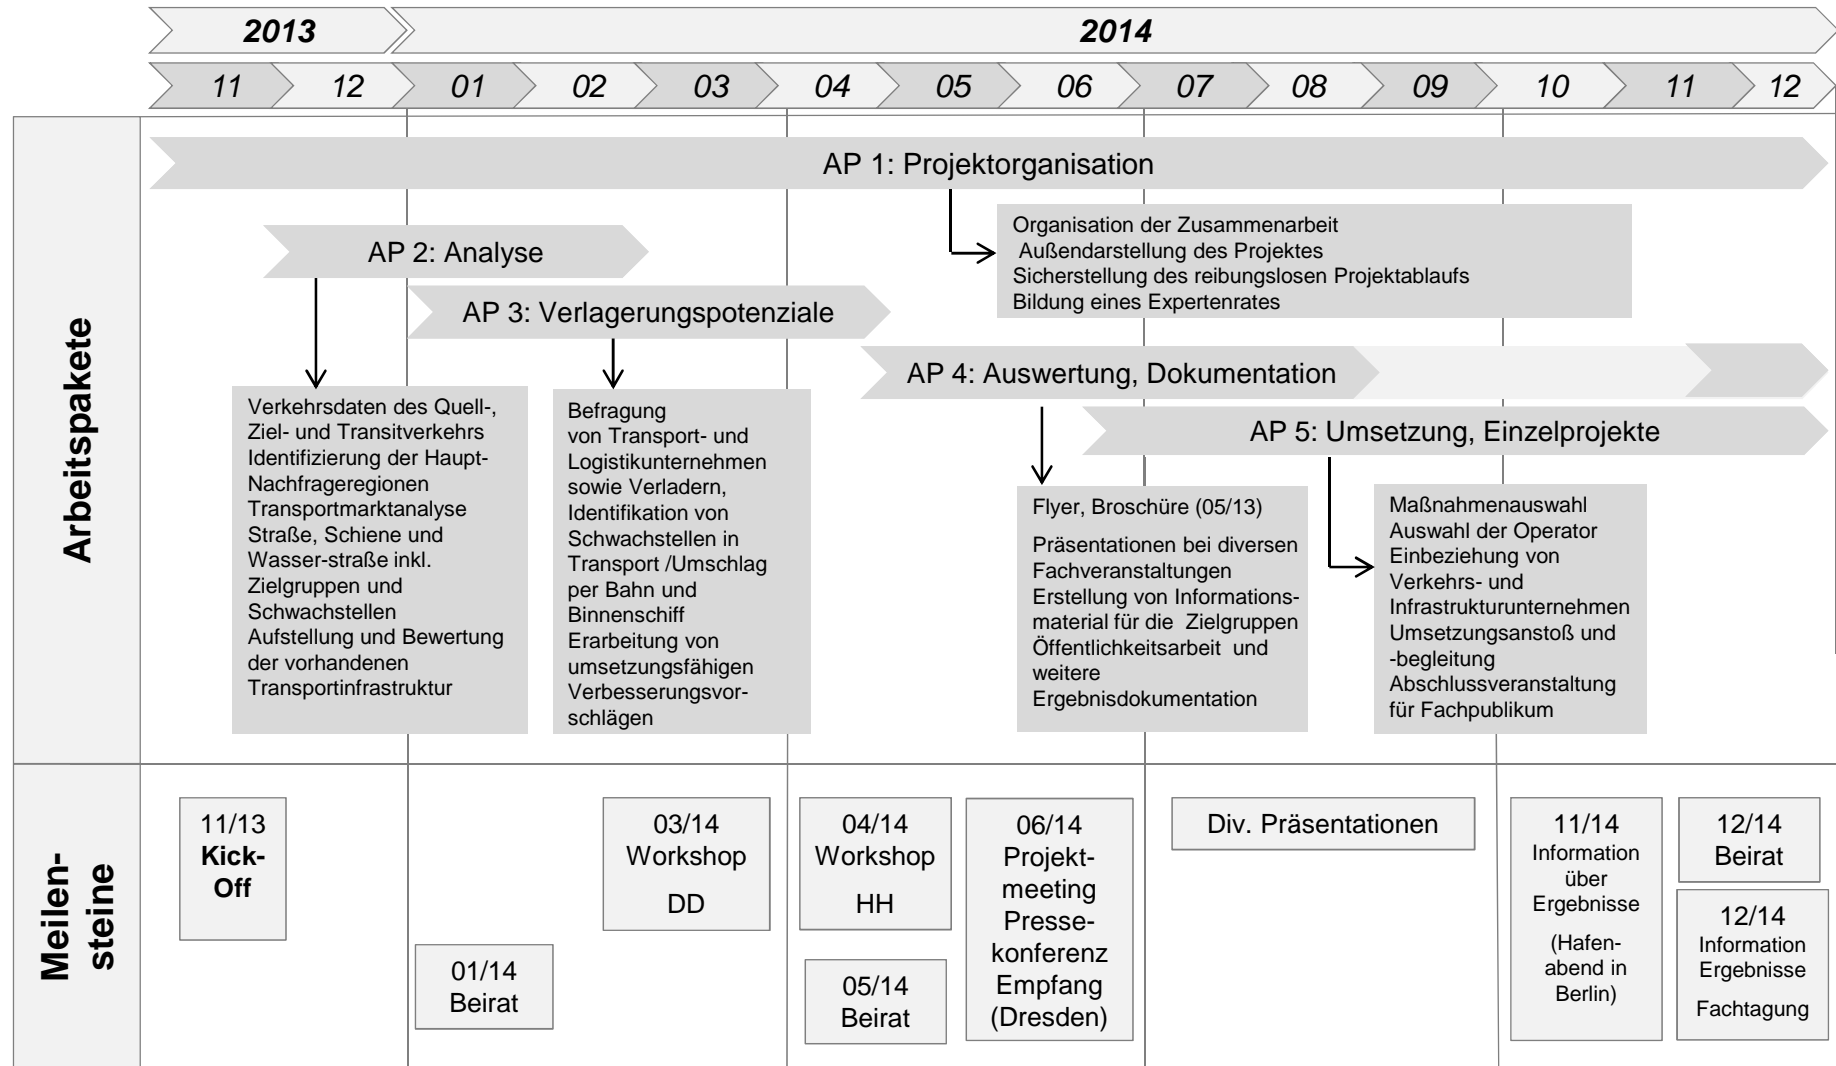 2013
2014
11
12
01
02
03
04
05
06
07
08
09
10
11
12
Arbeitspakete
AP 1: Projektorganisation
Organisation der Zusammenarbeit
Außendarstellung des Projektes
Sicherstellung des reibungslosen Projektablaufs
Bildung eines Expertenrates
AP 2: Analyse
Verkehrsdaten des Quell-,
Ziel- und Transitverkehrs
Identifizierung der Haupt-
Nachfrageregionen
Transportmarktanalyse
Straße, Schiene und
Wasser-straße inkl.
Zielgruppen und
Schwachstellen
Aufstellung und Bewertung
der vorhandenen
Transportinfrastruktur
AP 3: Verlagerungspotenziale
Befragung
von Transport- und
Logistikunternehmen
sowie Verladern,
Identifikation von
Schwachstellen in
Transport /Umschlag
per Bahn und
Binnenschiff
Erarbeitung von
umsetzungsfähigen
Verbesserungsvor-
schlägen
AP 4: Auswertung, Dokumentation
Flyer, Broschüre (05/13)
Präsentationen bei diversen
Fachveranstaltungen
Erstellung von Informations-
material für die Zielgruppen
Öffentlichkeitsarbeit und
weitere
Ergebnisdokumentation
AP 5: Umsetzung, Einzelprojekte
Maßnahmenauswahl
Auswahl der Operator
Einbeziehung von
Verkehrs- und
Infrastrukturunternehmen
Umsetzungsanstoß und
-begleitung
Abschlussveranstaltung
für Fachpublikum
Meilen-
steine
11/13
Kick-
Off
01/14
Beirat
03/14
Workshop
DD
04/14
Workshop
HH
05/14
Beirat
06/14
Projekt-
meeting
Presse-
konferenz
Empfang
(Dresden)
Div. Präsentationen
11/14
Information
über
Ergebnisse
(Hafen-
abend in
Berlin)
12/14
Beirat
12/14
Information
Ergebnisse
Fachtagung